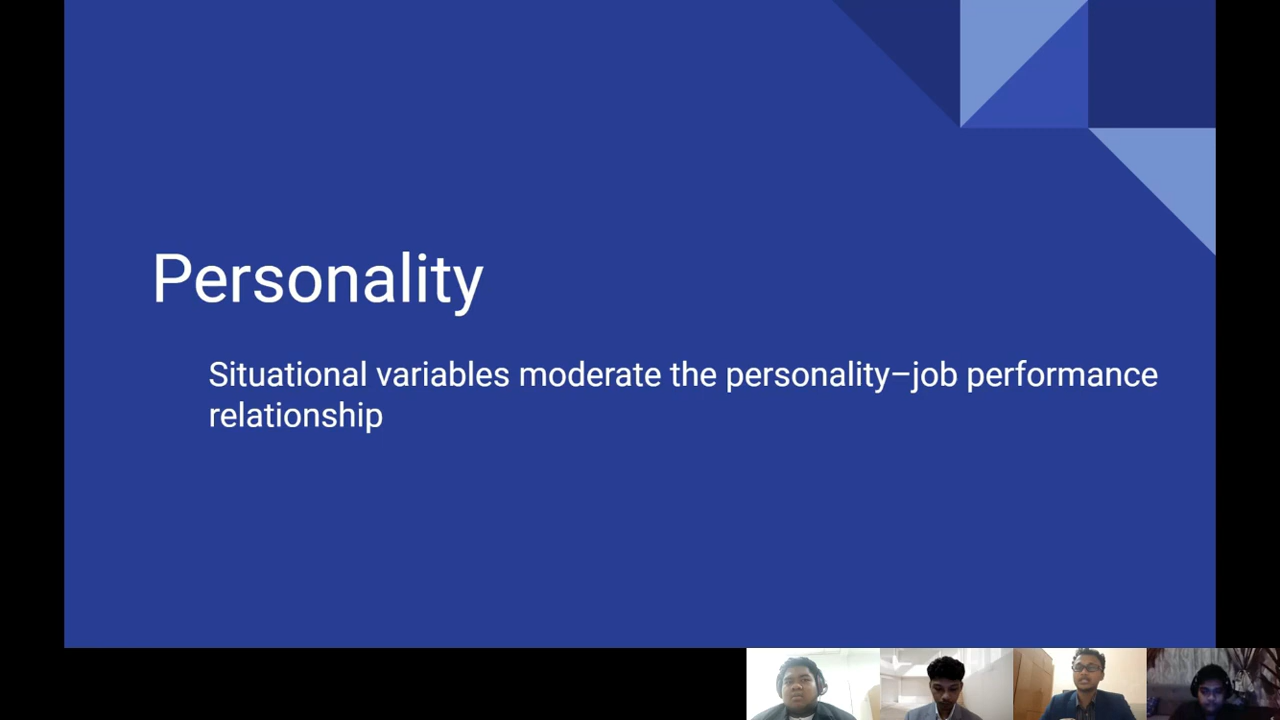 Personality
Situational variables moderate the personality–job performance
relationship